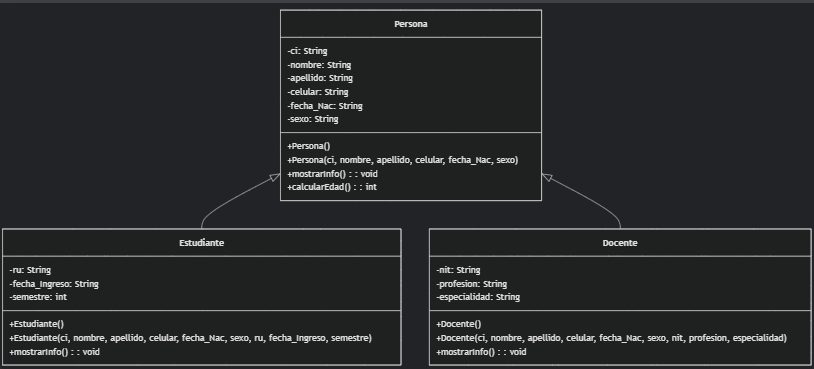 Persona
-ci: String
-nombre: String
-apellido: String
-celular: String
-fecha_Nac: String
-sexo: String
+Persona()
+Persona(ci, nombre, apellido, celular, fecha_Nac, sexo)
+mostrarInfo() : : void
+calcularEdad() : : int
Estudiante
-ru: String
-fecha_Ingreso: String
-semestre: int
+Estudiante()
+Estudiante(ci, nombre, apellido, celular, fecha_Nac, sexo, ru, fecha_Ingreso, semestre)
+mostrarInfo() : : void
Docente
-nit: String
-profesion: String
-especialidad: String
+Docente()
+Docente(ci, nombre, apellido, celular, fecha_Nac, sexo, nit, profesion, especialidad)
+mostrarInfo() : : void